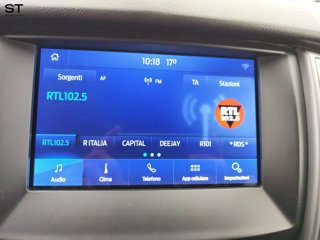 ST
10:18 17°
Sorgenti AF FM TA Stazioni
RTL102.5
RTL
102.5
RTL102.5 R ITALIA CAPITAL DEEJAY R101 *RDS*
Audio Clima Telefono App cellulare Impostazioni